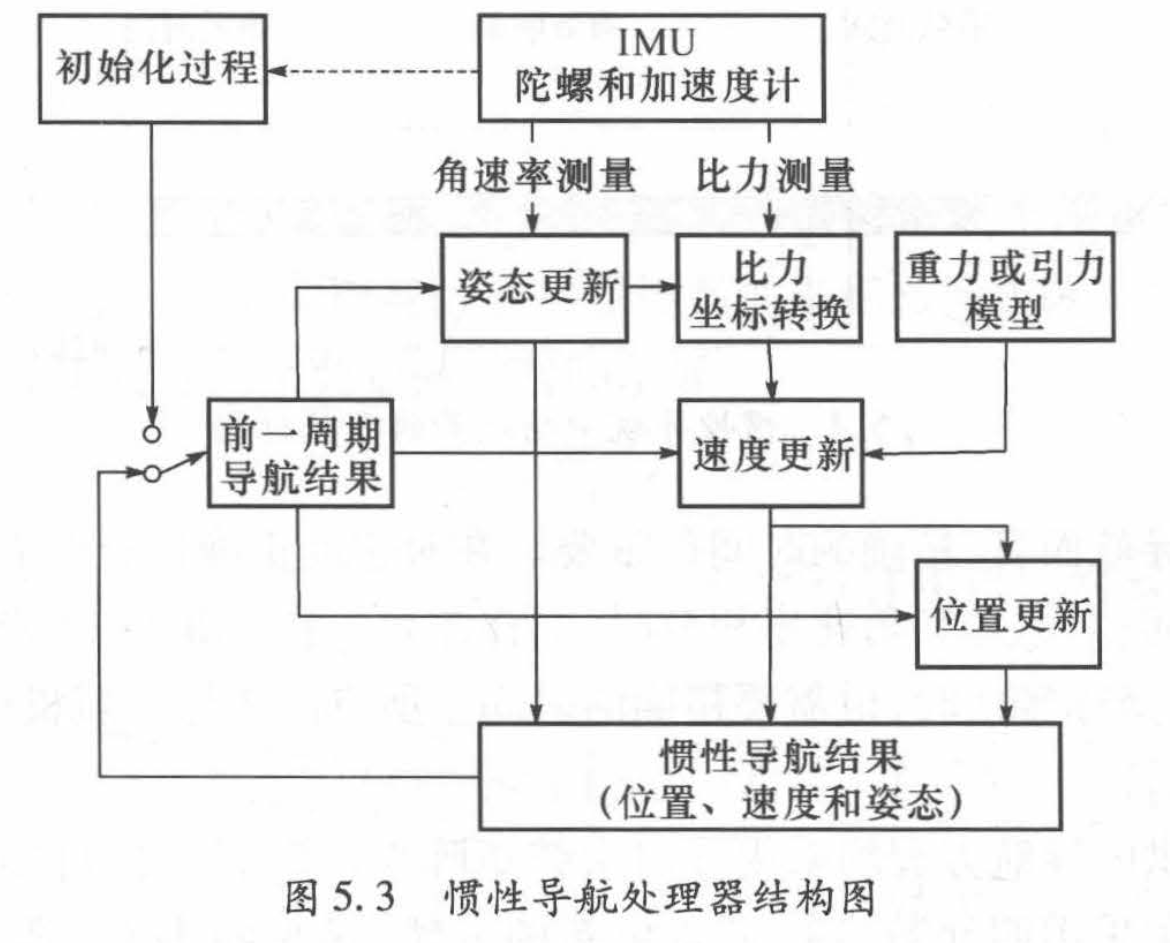 初始化过程
IMU
陀螺和加速度计
角速率测量
比力测量
姿态更新
比力
坐标转换
重力或引力
模型
前一周期
导航结果
速度更新
位置更新
惯性导航结果
(位置、速度和姿态)
图5.3 惯性导航处理器结构图